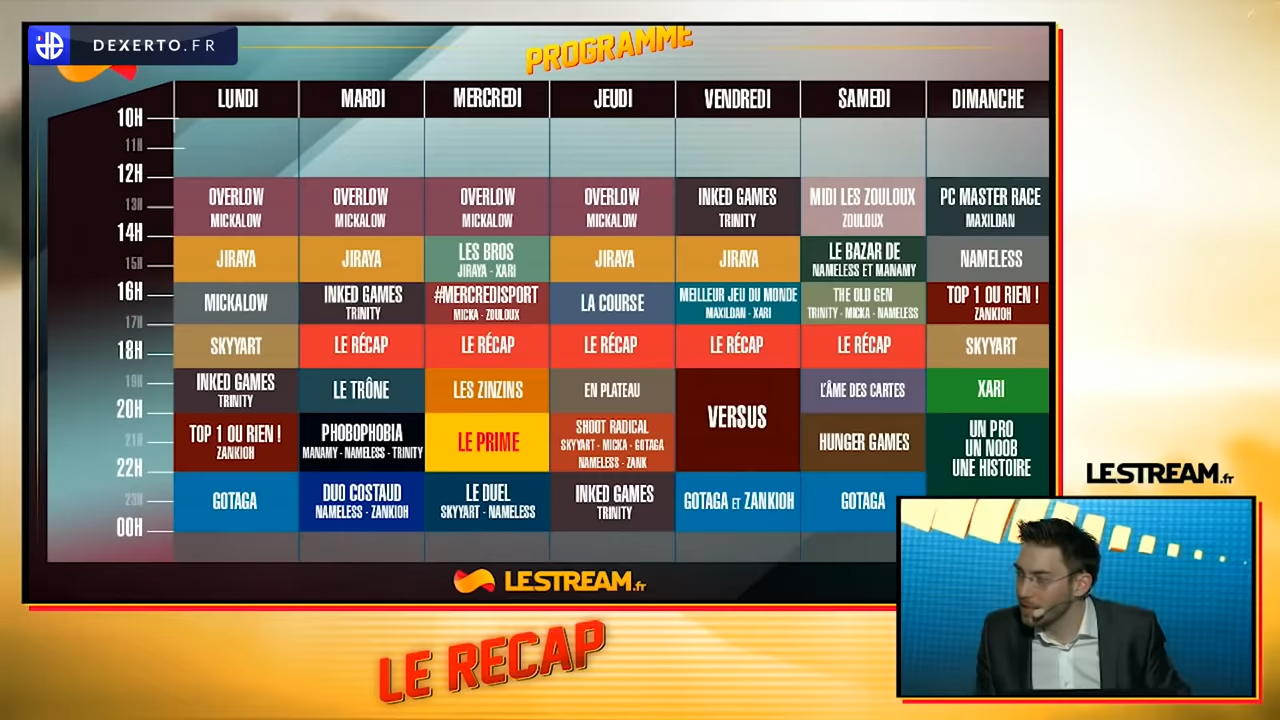 DEXERTO.FR
PROGRAMME
LUNDI MARDI MERCREDI JEUDI VENDREDI SAMEDI DIMANCHE
10H
11H
12H
OVERLOW OVERLOW OVERLOW OVERLOW INKED GAMES MIDI LES ZOULOUX PC MASTER RACE
13H
MICKALOW MICKALOW MICKALOW MICKALOW TRINITY ZOULOUX MAXILDAN
14H
JIRAYA JIRAYA LES BROS JIRAYA JIRAYA LE BAZAR DE NAMELESS
15H
JIRAYA - XARI NAMELESS ET MANAMY
16H
MICKALOW INKED GAMES #MERCREDISPORT LA COURSE MEILLEUR JEU DU MONDE THE OLD GEN TOP 1 OU RIEN !
TRINITY MICKA - ZOULOUX MAXILDAN - XARI TRINITY - MICKA - NAMELESS ZANKIOH
17H
SKYYART LE RÉCAP LE RÉCAP LE RÉCAP LE RÉCAP LE RÉCAP SKYYART
18H
19H
INKED GAMES LE TRÔNE LES ZINZINS EN PLATEAU VERSUS L'ÂME DES CARTES XARI
TRINITY
20H
TOP 1 OU RIEN ! PHOBOPHOBIA LE PRIME SHOOT RADICAL HUNGER GAMES UN PRO
21H
ZANKIOH MANAMY - NAMELESS - TRINITY SKYYART - MICKA - GOTAGA UN NOOB
NAMELESS - ZANK UNE HISTOIRE
22H
GOTAGA DUO COSTAUD LE DUEL INKED GAMES GOTAGA ET ZANKIOH GOTAGA
23H
NAMELESS - ZANKIOH SKYYART - NAMELESS TRINITY
00H
LESTREAM.fr
LESTREAM.fr
LE RECAP